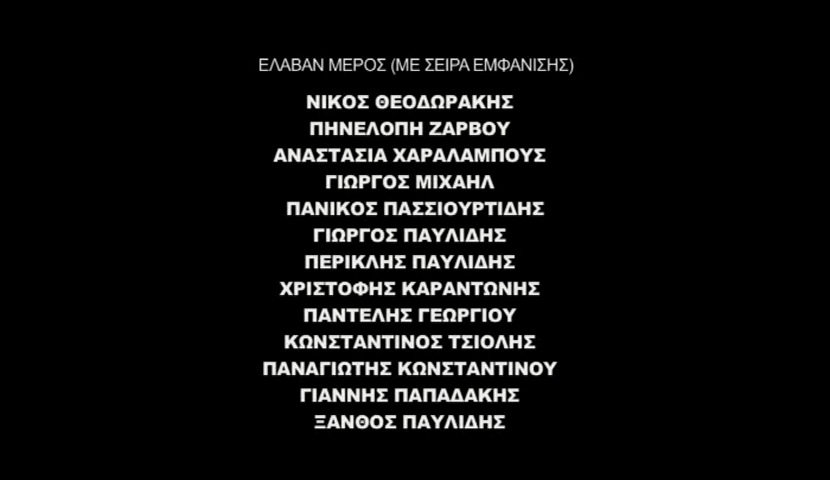 ΕΛΑΒΑΝ ΜΕΡΟΣ (ΜΕ ΣΕΙΡΑ ΕΜΦΑΝΙΣΗΣ)
ΝΙΚΟΣ ΘΕΟΔΩΡΑΚΗΣ
ΠΗΝΕΛΟΠΗ ΖΑΡΒΟΥ
ΑΝΑΣΤΑΣΙΑ ΧΑΡΑΛΑΜΠΟΥΣ
ΓΙΩΡΓΟΣ ΜΙΧΑΗΛ
ΠΑΝΙΚΟΣ ΠΑΣΣΙΟΥΡΤΙΔΗΣ
ΓΙΩΡΓΟΣ ΠΑΥΛΙΔΗΣ
ΠΕΡΙΚΛΗΣ ΠΑΥΛΙΔΗΣ
ΧΡΙΣΤΟΦΗΣ ΚΑΡΑΝΤΩΝΗΣ
ΠΑΝΤΕΛΗΣ ΓΕΩΡΓΙΟΥ
ΚΩΝΣΤΑΝΤΙΝΟΣ ΤΣΙΟΛΗΣ
ΠΑΝΑΓΙΩΤΗΣ ΚΩΝΣΤΑΝΤΙΝΟΥ
ΓΙΑΝΝΗΣ ΠΑΠΑΔΑΚΗΣ
ΞΑΝΘΟΣ ΠΑΥΛΙΔΗΣ